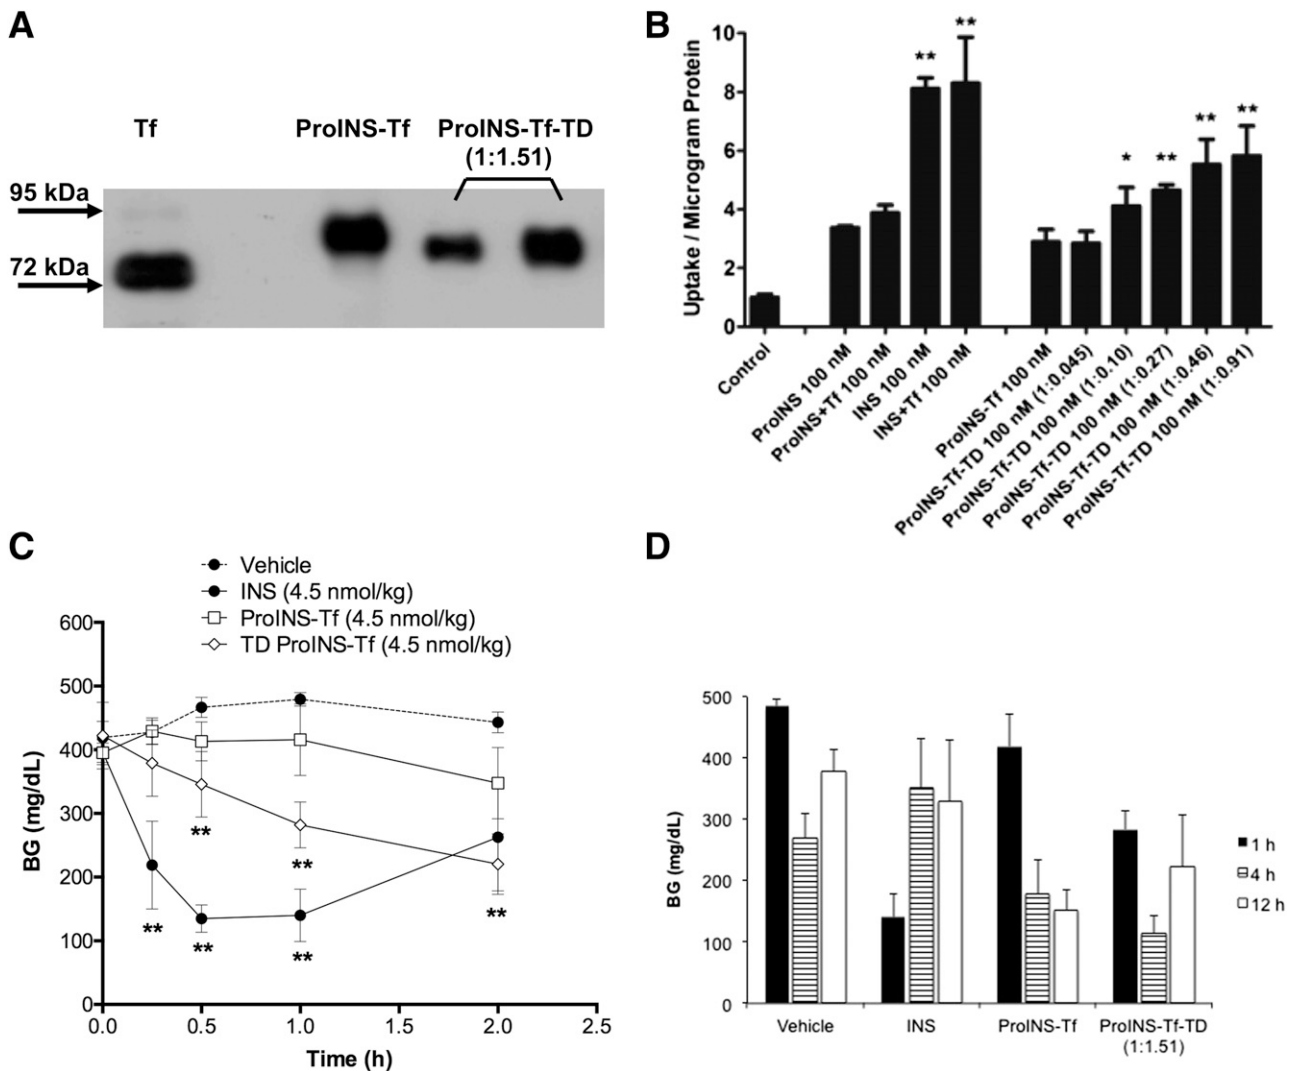 A
Tf
ProINS-Tf
ProINS-Tf-TD
(1:1.51)
95 kDa
72 kDa
B
Uptake / Microgram Protein
10
8
6
4
2
0
**
**
*
**
**
**
Control
ProINS 100 nM
ProINS+Tf 100 nM
INS 100 nM
INS+Tf 100 nM
ProINS-Tf 100 nM
ProINS-Tf-TD 100 nM (1:0.045)
ProINS-Tf-TD 100 nM (1:0.10)
ProINS-Tf-TD 100 nM (1:0.27)
ProINS-Tf-TD 100 nM (1:0.46)
ProINS-Tf-TD 100 nM (1:0.91)
C
Vehicle
INS (4.5 nmol/kg)
ProINS-Tf (4.5 nmol/kg)
TD ProINS-Tf (4.5 nmol/kg)
BG (mg/dL)
600
500
400
300
200
100
0
**
**
**
**
**
**
0.0
0.5
1.0
1.5
2.0
2.5
Time (h)
D
BG (mg/dL)
500
400
300
200
100
0
Vehicle
INS
ProINS-Tf
ProINS-Tf-TD
(1:1.51)
1 h
4 h
12 h